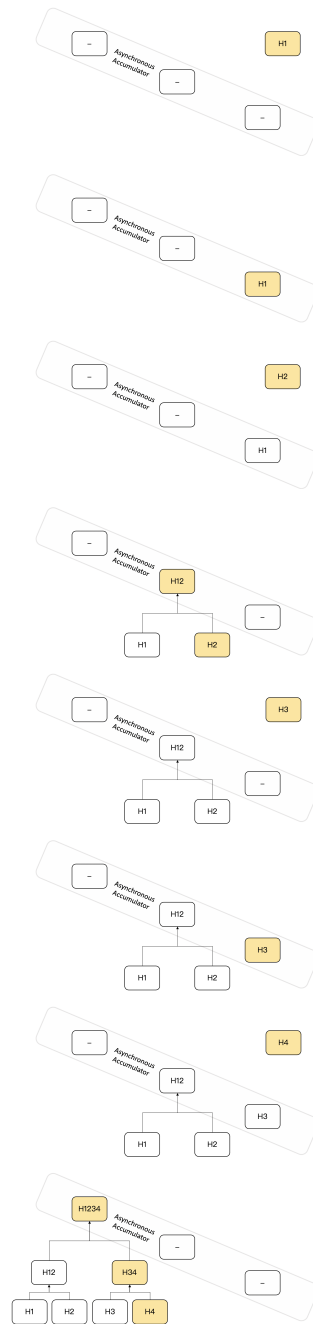 H1
–
Asynchronous
Accumulator
–
–
–
Asynchronous
Accumulator
–
H1
H2
–
Asynchronous
Accumulator
–
H1
–
Asynchronous
Accumulator
H12
–
H1
H2
H3
–
Asynchronous
Accumulator
H12
–
H1
H2
–
Asynchronous
Accumulator
H12
H3
H1
H2
H4
–
Asynchronous
Accumulator
H12
H3
H1
H2
H1234
Asynchronous
Accumulator
–
H12
H34
–
H1
H2
H3
H4